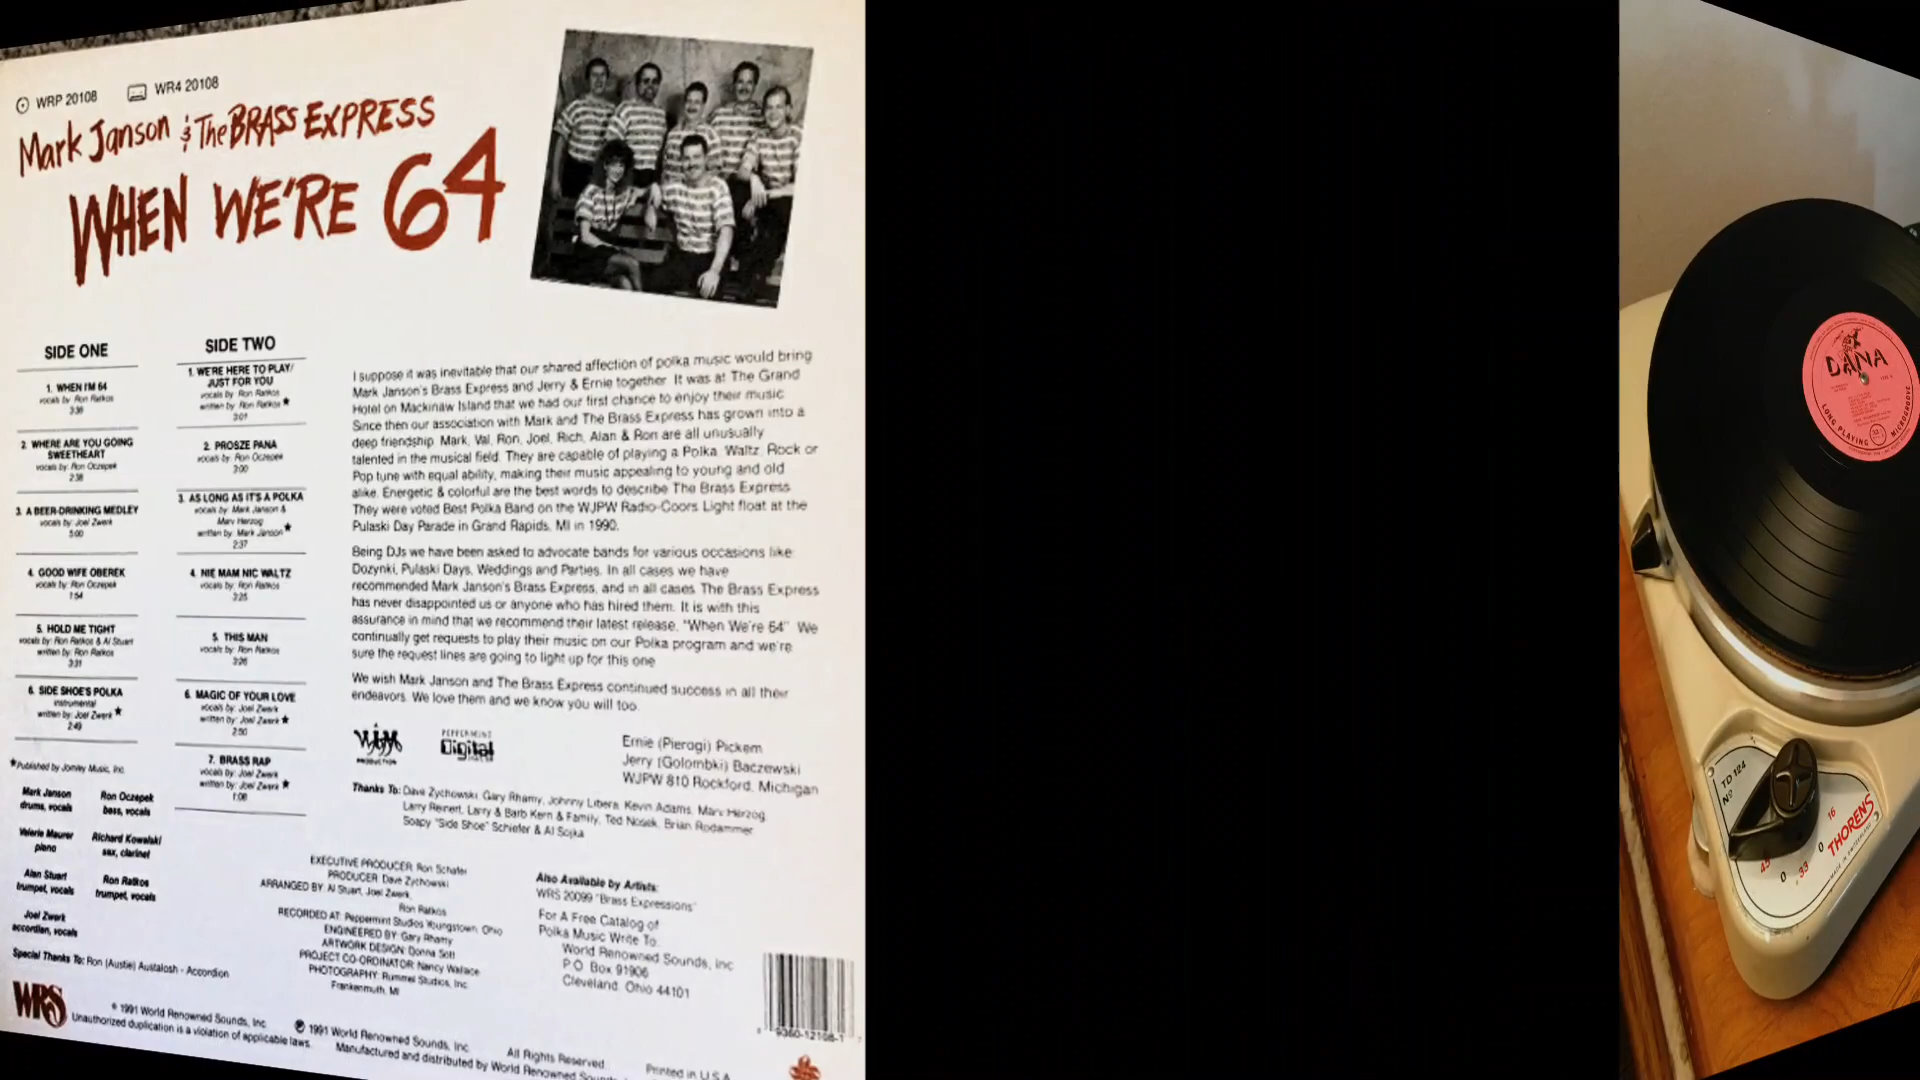 WRP 20108 WR4 20108
Mark Janson & The BRASS EXPRESS
WHEN WE'RE 64
SIDE ONE
1. WHEN I'M 64
vocals by: Ron Ratkos
3:38
2. WHERE ARE YOU GOING
SWEETHEART
vocals by: Ron Oczepek
2:38
3. A BEER-DRINKING MEDLEY
vocals by: Joel Zwerk
5:00
4. GOOD WIFE OBEREK
vocals by: Ron Oczepek
1:54
5. HOLD ME TIGHT
vocals by: Ron Ratkos & Al Stuart
written by: Ron Ratkos
3:31
6. SIDE SHOE'S POLKA
instrumental
written by: Joel Zwerk ★
2:49
★Published by Jomley Music, Inc.
SIDE TWO
1. WE'RE HERE TO PLAY/
JUST FOR YOU
vocals by: Ron Ratkos
written by: Ron Ratkos ★
3:01
2. PROSZE PANA
vocals by: Ron Oczepek
3:00
3. AS LONG AS IT'S A POLKA
vocals by: Mark Janson &
Marv Herzog
written by: Mark Janson ★
2:37
4. NIE MAM NIC WALTZ
vocals by: Ron Ratkos
3:25
5. THIS MAN
vocals by: Ron Ratkos
3:26
6. MAGIC OF YOUR LOVE
vocals by: Joel Zwerk
written by: Joel Zwerk ★
2:50
7. BRASS RAP
vocals by: Joel Zwerk
written by: Joel Zwerk ★
1:08
Mark Janson
drums, vocals
Ron Oczepek
bass, vocals
Valerie Maurer
piano
Richard Kowalski
sax, clarinet
Alan Stuart
trumpet, vocals
Ron Ratkos
trumpet, vocals
Joel Zwerk
accordian, vocals
Special Thanks To: Ron (Austie) Austalosh - Accordion
I suppose it was inevitable that our shared affection of polka music would bring
Mark Janson's Brass Express and Jerry & Ernie together. It was at The Grand
Hotel on Mackinaw Island that we had our first chance to enjoy their music.
Since then our association with Mark and The Brass Express has grown into a
deep friendship. Mark, Val, Ron, Joel, Rich, Alan & Ron are all unusually
talented in the musical field. They are capable of playing a Polka, Waltz, Rock or
Pop tune with equal ability, making their music appealing to young and old
alike. Energetic & colorful are the best words to describe The Brass Express.
They were voted Best Polka Band on the WJPW Radio-Coors Light float at the
Pulaski Day Parade in Grand Rapids, MI in 1990.
Being DJs we have been asked to advocate bands for various occasions like
Dozynki, Pulaski Days, Weddings and Parties. In all cases we have
recommended Mark Janson's Brass Express, and in all cases The Brass Express
has never disappointed us or anyone who has hired them. It is with this
assurance in mind that we recommend their latest release, "When We're 64". We
continually get requests to play their music on our Polka program and we're
sure the request lines are going to light up for this one.
We wish Mark Janson and The Brass Express continued success in all their
endeavors. We love them and we know you will too.
PRODUCTION
PEPPERMINT
Digital
Ernie (Pierogi) Pickem
Jerry (Golombki) Baczewski
WJPW 810 Rockford, Michigan
Thanks To: Dave Zychowski, Gary Rhamy, Johnny Libera, Kevin Adams, Marv Herzog,
Larry Reinert, Larry & Barb Kern & Family, Ted Nosek, Brian Rodammer,
Soapy "Side Shoe" Schiefer & Al Sojka
EXECUTIVE PRODUCER: Ron Schafer
PRODUCER: Dave Zychowski
ARRANGED BY: Al Stuart, Joel Zwerk,
Ron Ratkos
RECORDED AT: Peppermint Studios Youngstown, Ohio
ENGINEERED BY: Gary Rhamy
ARTWORK DESIGN: Donna Solt
PROJECT CO-ORDINATOR: Nancy Wallace
PHOTOGRAPHY: Rummel Studios, Inc.
Frankenmuth, MI
Also Available by Artists:
WRS 20099 "Brass Expressions"
For A Free Catalog of
Polka Music Write To:
World Renowned Sounds, Inc.
P.O. Box 91906
Cleveland, Ohio 44101
WRS
© 1991 World Renowned Sounds, Inc.
Unauthorized duplication is a violation of applicable laws.
℗ 1991 World Renowned Sounds, Inc.
All Rights Reserved
Manufactured and distributed by World Renowned
Printed in U.S.A.
9360-12108-1
DANA
LONG PLAYING
MICROGROOVE
TD 124
No
16
45
0
33
0
THORENS
MADE IN SWITZERLAND